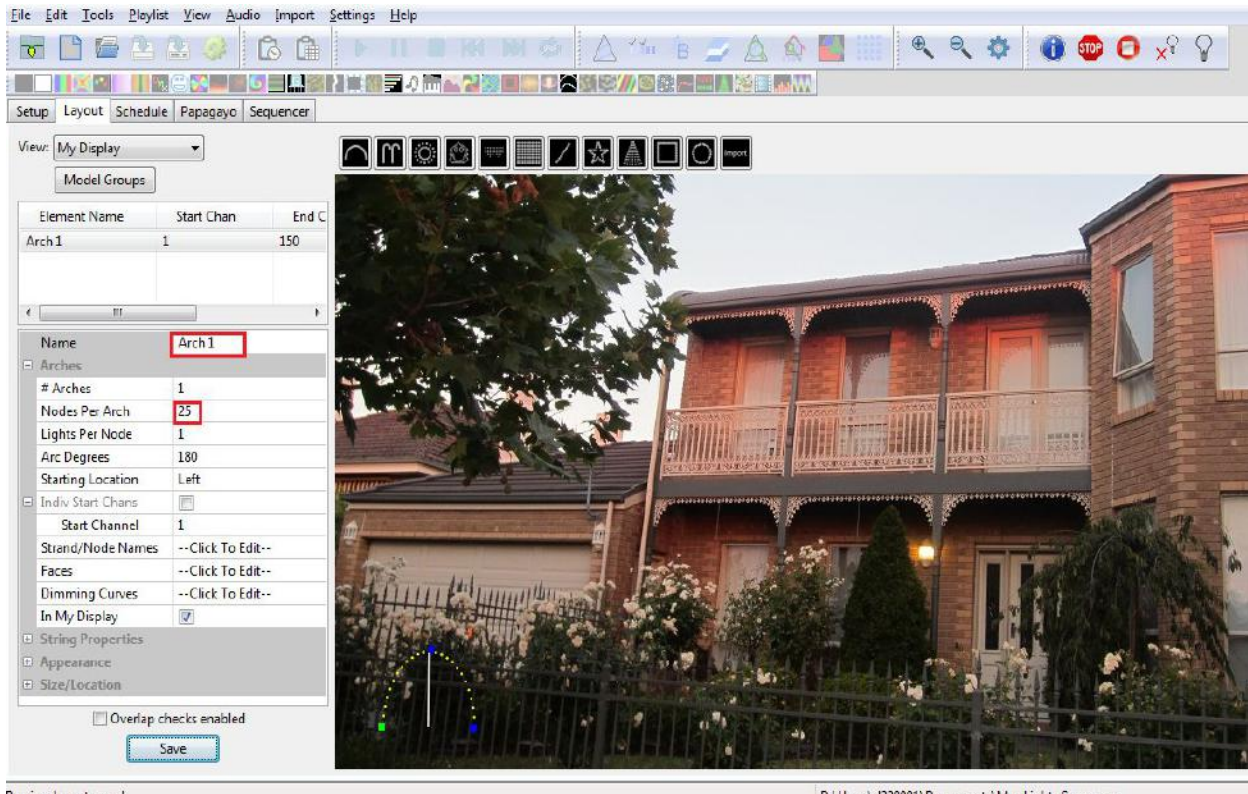 File Edit Tools Playlist View Audio Import Settings Help
STOP
Setup Layout Schedule Papagayo Sequencer
View: My Display
Model Groups
import
Element Name Start Chan End C
Arch 1 1 150
Name Arch 1
Arches
# Arches 1
Nodes Per Arch 25
Lights Per Node 1
Arc Degrees 180
Starting Location Left
Indiv Start Chans
Start Channel 1
Strand/Node Names --Click To Edit--
Faces --Click To Edit--
Dimming Curves --Click To Edit--
In My Display
String Properties
Appearance
Size/Location
Overlap checks enabled
Save